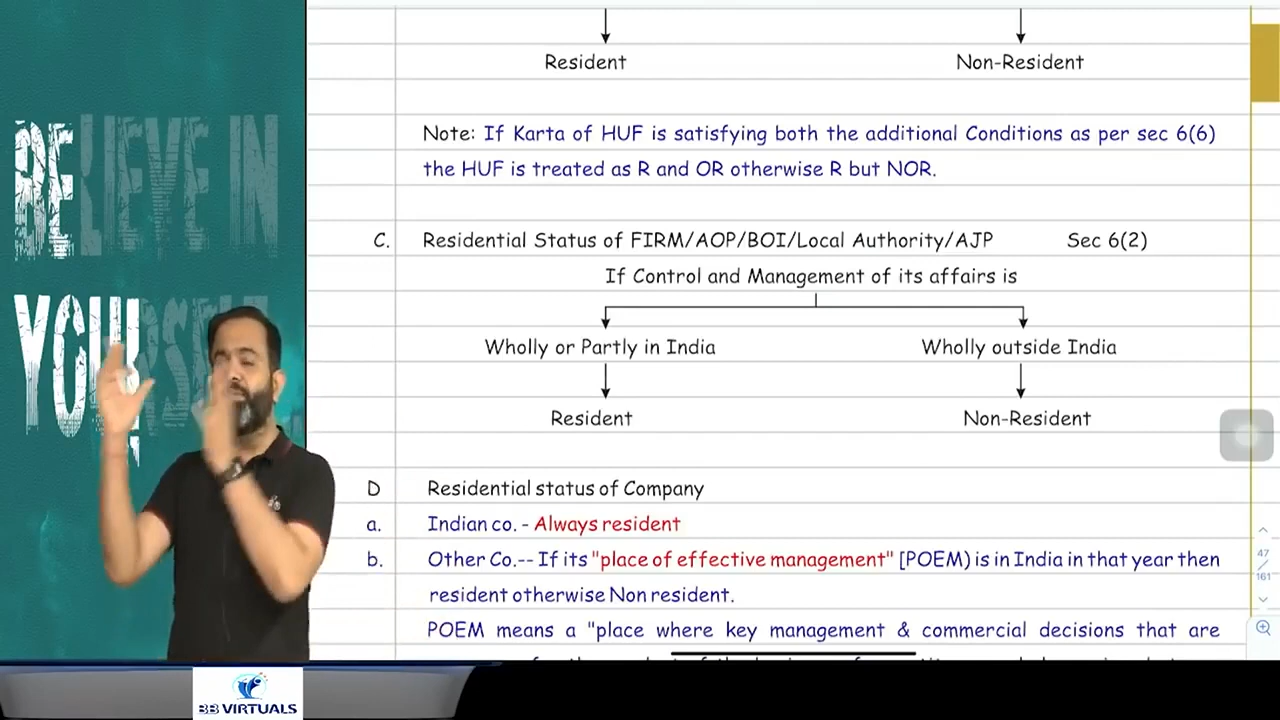 BELIEVE IN
Resident Non-Resident
Note: If Karta of HUF is satisfying both the additional Conditions as per sec 6(6)
the HUF is treated as R and OR otherwise R but NOR.
C. Residential Status of FIRM/AOP/BOI/Local Authority/AJP Sec 6(2)
If Control and Management of its affairs is
Wholly or Partly in India Wholly outside India
Resident Non-Resident
D Residential status of Company
a. Indian co. - Always resident
b. Other Co.-- If its "place of effective management" [POEM) is in India in that year then
resident otherwise Non resident.
POEM means a "place where key management & commercial decisions that are
47
/
161
BB VIRTUALS